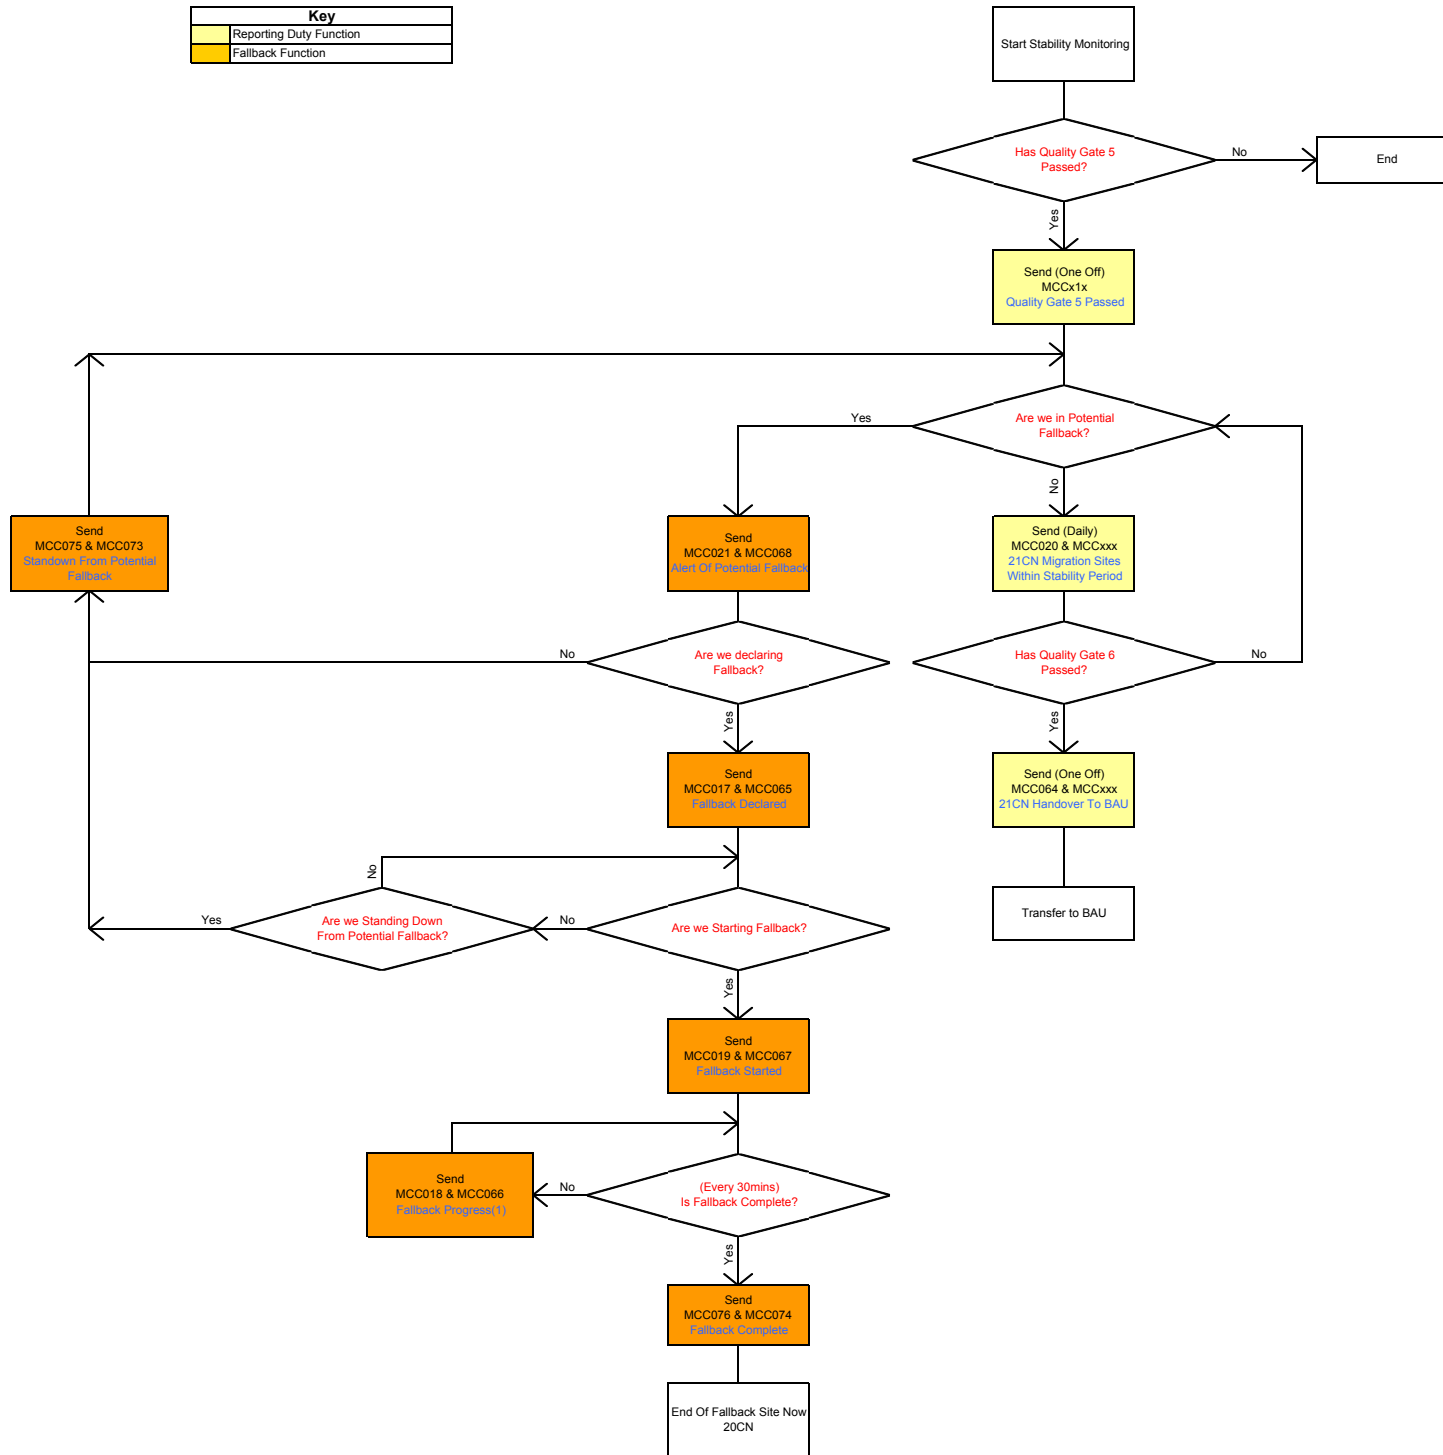 Key
Reporting Duty Function
Fallback Function
Start Stability Monitoring
Has Quality Gate 5
Passed?
No
End
Yes
Send (One Off)
MCCx1x
Quality Gate 5 Passed
Are we in Potential
Fallback?
Yes
No
Send
MCC075 & MCC073
Standown From Potential
Fallback
Send
MCC021 & MCC068
Alert Of Potential Fallback
Send (Daily)
MCC020 & MCCxxx
21CN Migration Sites
Within Stability Period
No
Are we declaring
Fallback?
Has Quality Gate 6
Passed?
No
Yes
Yes
Send
MCC017 & MCC065
Fallback Declared
Send (One Off)
MCC064 & MCCxxx
21CN Handover To BAU
No
Yes
Are we Standing Down
From Potential Fallback?
No
Are we Starting Fallback?
Transfer to BAU
Yes
Send
MCC019 & MCC067
Fallback Started
Send
MCC018 & MCC066
Fallback Progress(1)
No
(Every 30mins)
Is Fallback Complete?
Yes
Send
MCC076 & MCC074
Fallback Complete
End Of Fallback Site Now
20CN